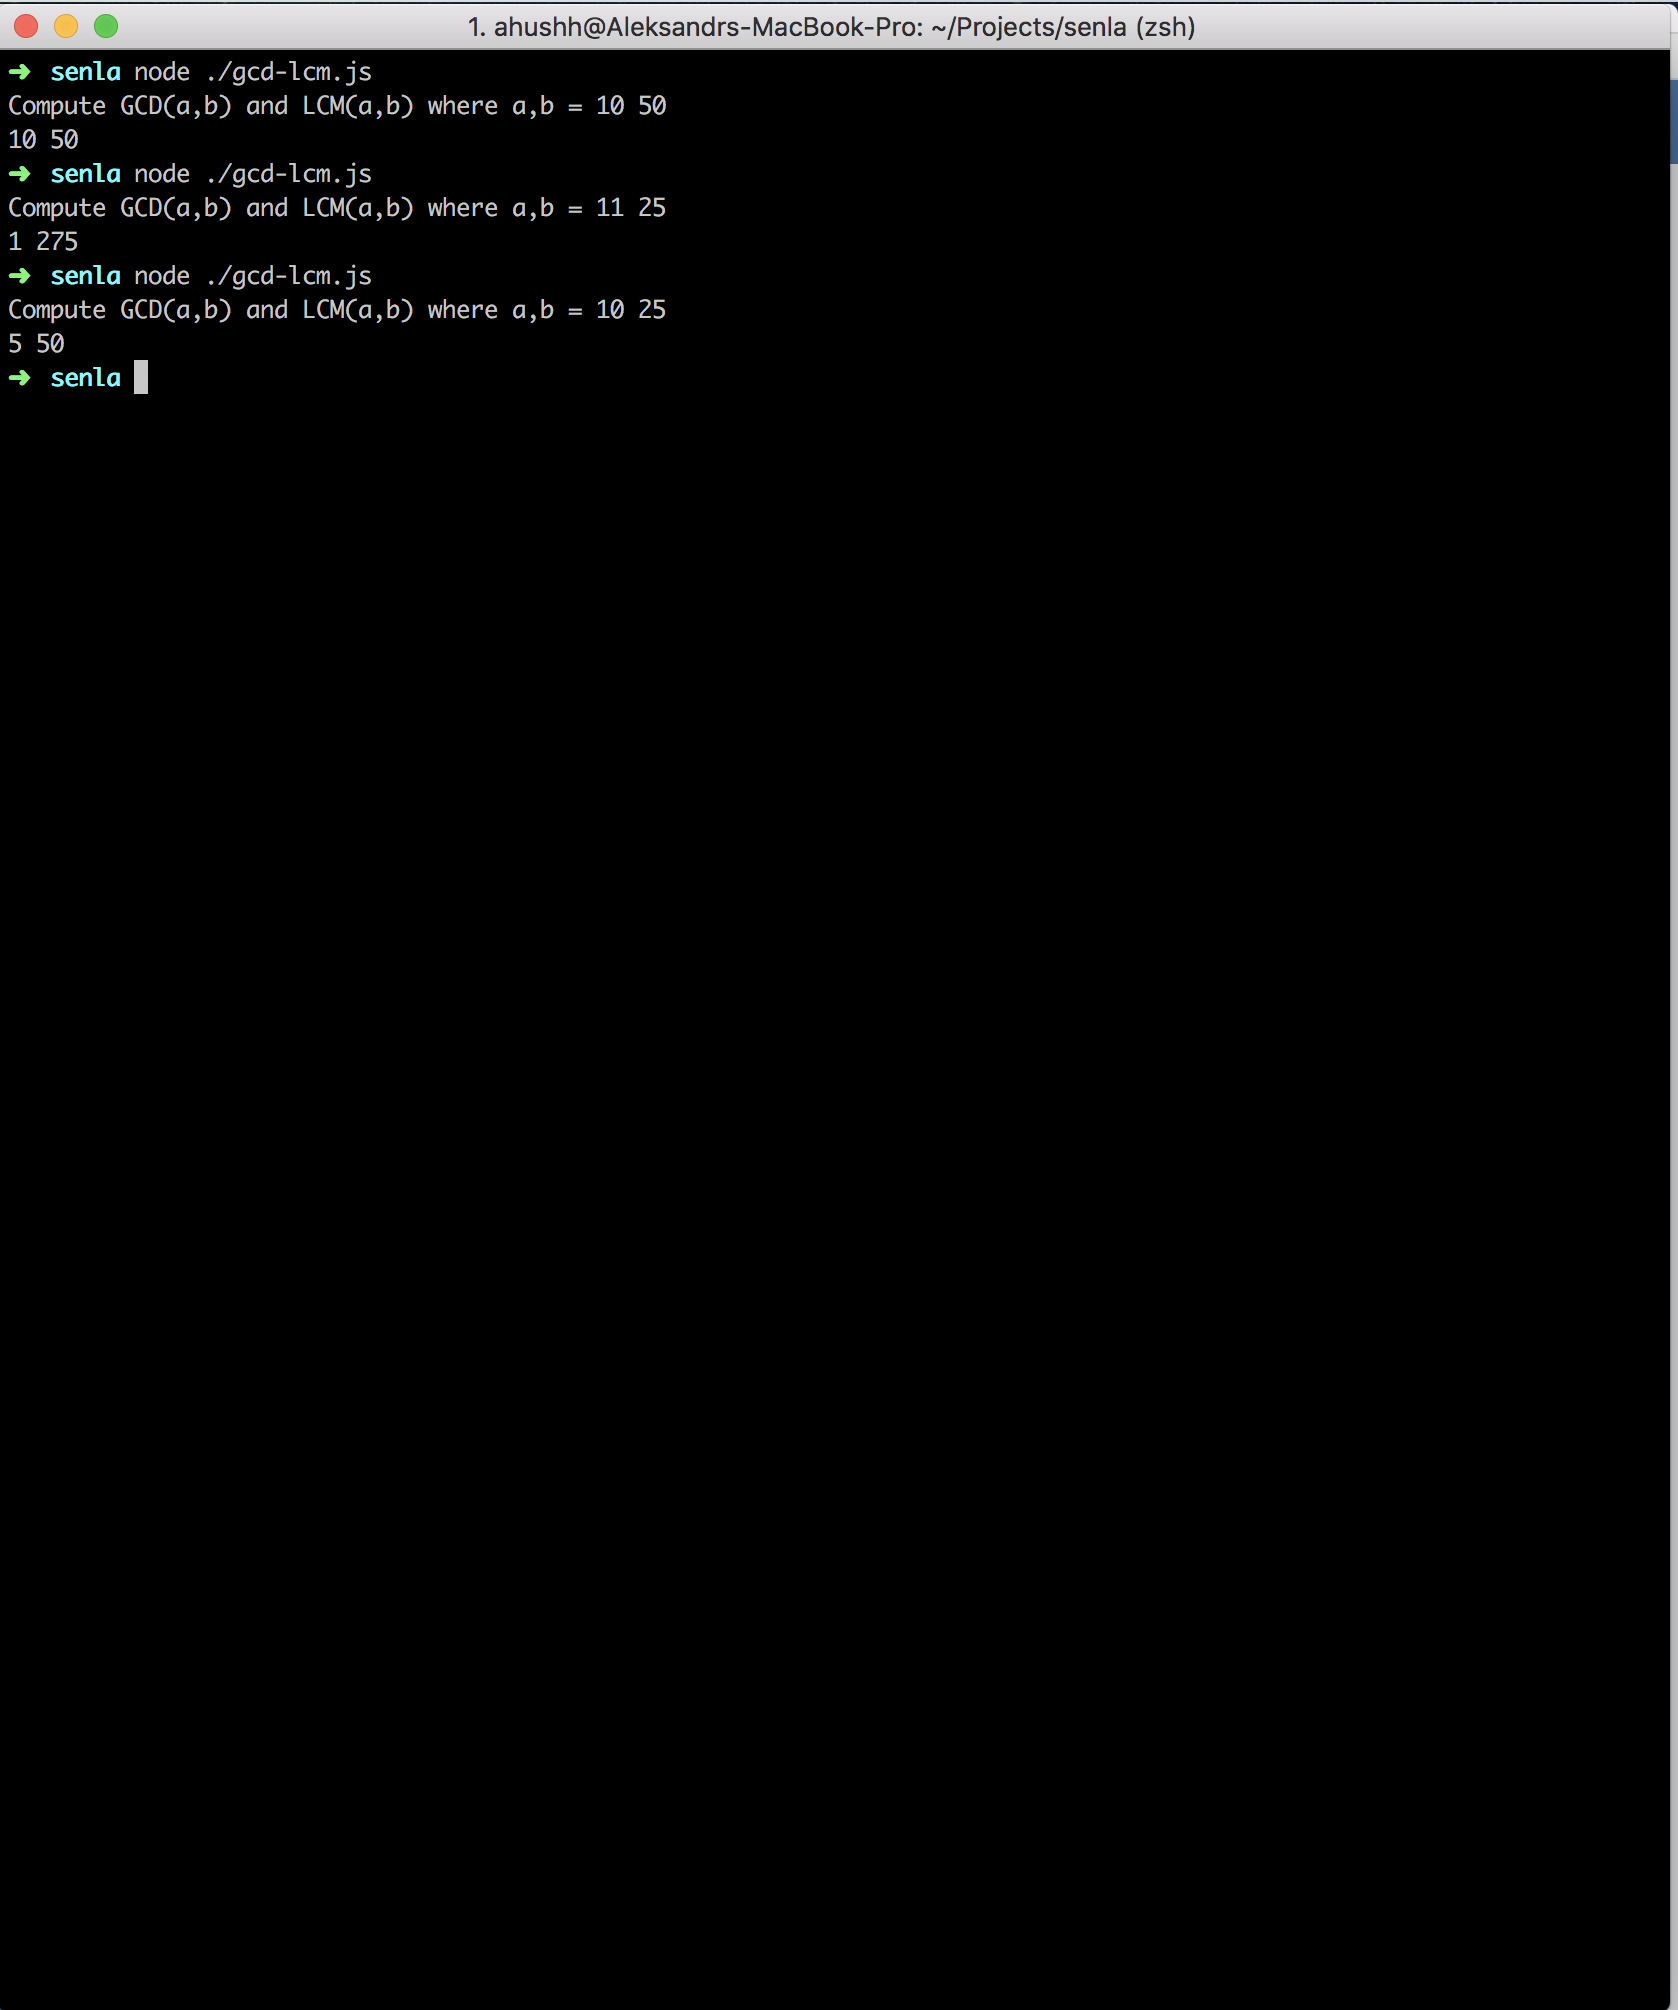 1. ahushh@Aleksandrs-MacBook-Pro: ~/Projects/senla (zsh)
➜ senla node ./gcd-lcm.js
Compute GCD(a,b) and LCM(a,b) where a,b = 10 50
10 50
➜ senla node ./gcd-lcm.js
Compute GCD(a,b) and LCM(a,b) where a,b = 11 25
1 275
➜ senla node ./gcd-lcm.js
Compute GCD(a,b) and LCM(a,b) where a,b = 10 25
5 50
➜ senla